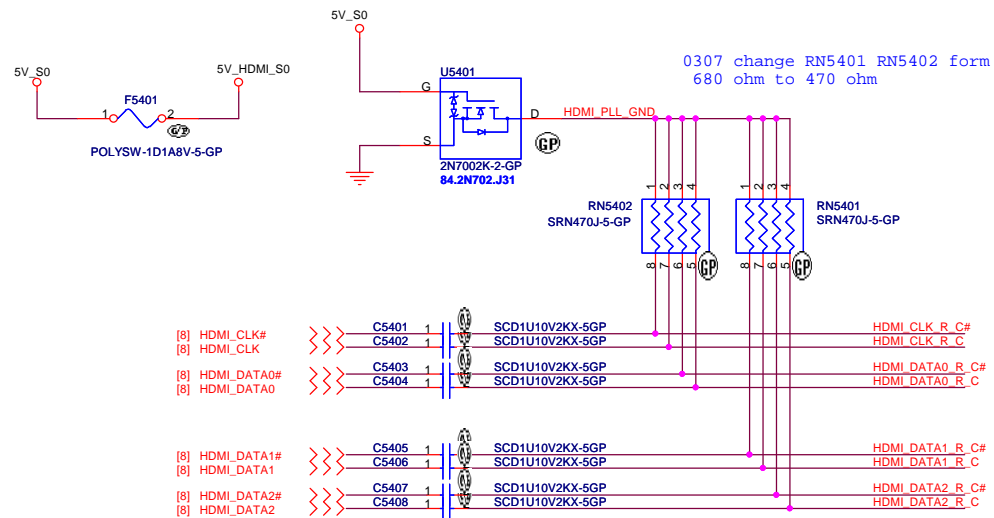 5V_S0
5V_S0
5V_HDMI_S0
F5401
1
2
GP
POLYSW-1D1A8V-5-GP
U5401
G
S
D
HDMI_PLL_GND
GP
2N7002K-2-GP
84.2N702.J31
0307 change RN5401 RN5402 form
680 ohm to 470 ohm
1 2 3 4
RN5402
SRN470J-5-GP
8 7 6 5
GP
1 2 3 4
RN5401
SRN470J-5-GP
8 7 6 5
GP
[8] HDMI_CLK# C5401 1 SCD1U10V2KX-5GP HDMI_CLK_R_C#
[8] HDMI_CLK C5402 1 SCD1U10V2KX-5GP HDMI_CLK_R_C
[8] HDMI_DATA0# C5403 1 SCD1U10V2KX-5GP HDMI_DATA0_R_C#
[8] HDMI_DATA0 C5404 1 SCD1U10V2KX-5GP HDMI_DATA0_R_C
[8] HDMI_DATA1# C5405 1 SCD1U10V2KX-5GP HDMI_DATA1_R_C#
[8] HDMI_DATA1 C5406 1 SCD1U10V2KX-5GP HDMI_DATA1_R_C
[8] HDMI_DATA2# C5407 1 SCD1U10V2KX-5GP HDMI_DATA2_R_C#
[8] HDMI_DATA2 C5408 1 SCD1U10V2KX-5GP HDMI_DATA2_R_C